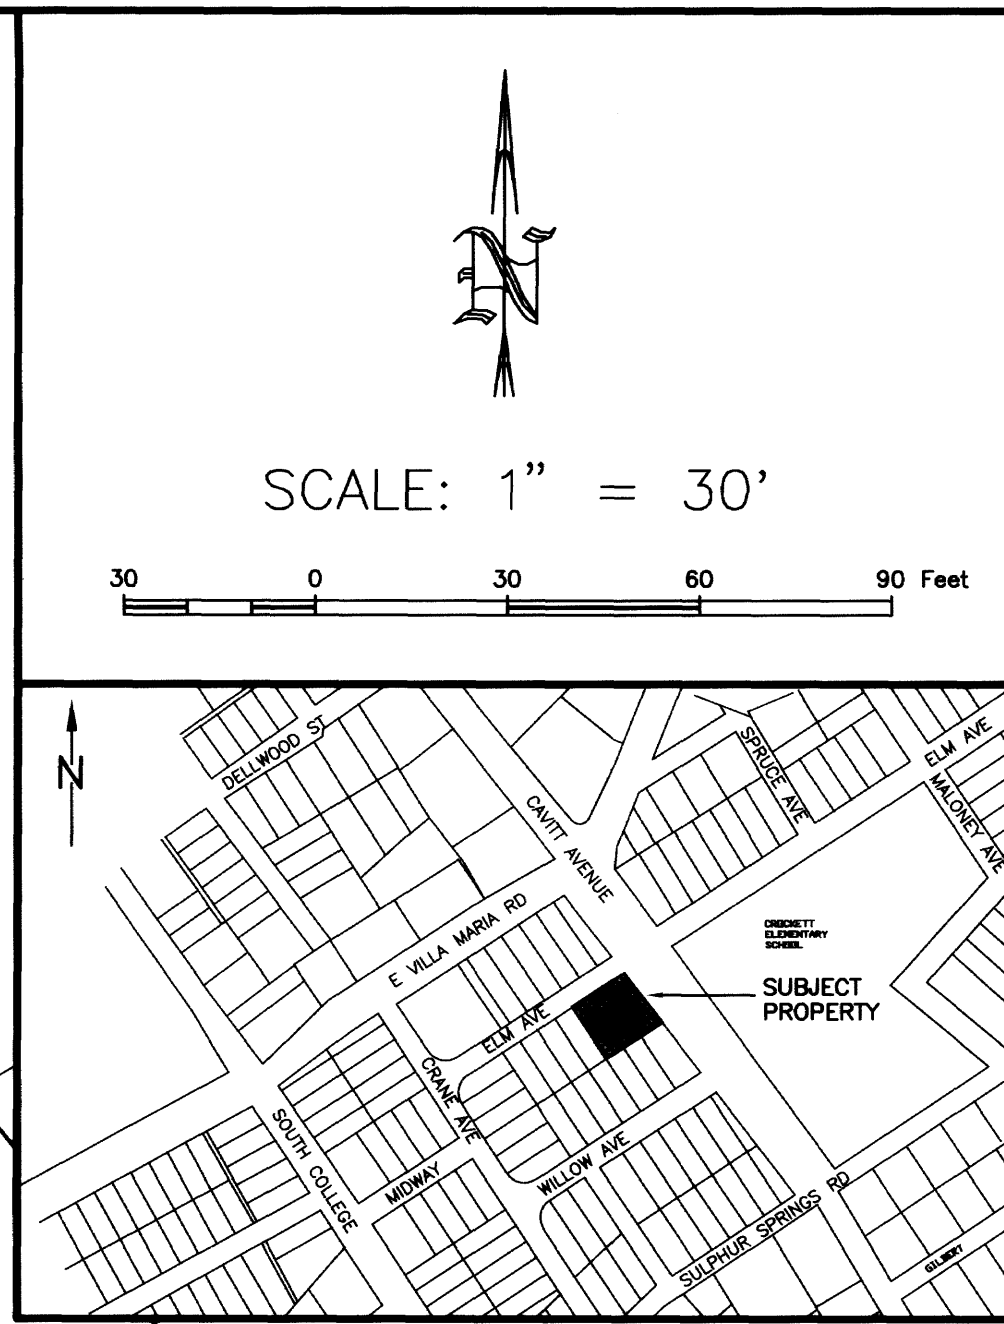 N
SCALE: 1" = 30'
30 0 30 60 90 Feet
N
DELLWOOD ST
SPRUCE AVE
ELM AVE
MALONEY AVE
CAVITT AVENUE
E VILLA MARIA RD
CROCKETT
ELEMENTARY
SCHOOL
SUBJECT
PROPERTY
ELM AVE
CRANE AVE
SOUTH COLLEGE
MIDWAY
WILLOW AVE
SULPHUR SPRINGS RD
GILBERT